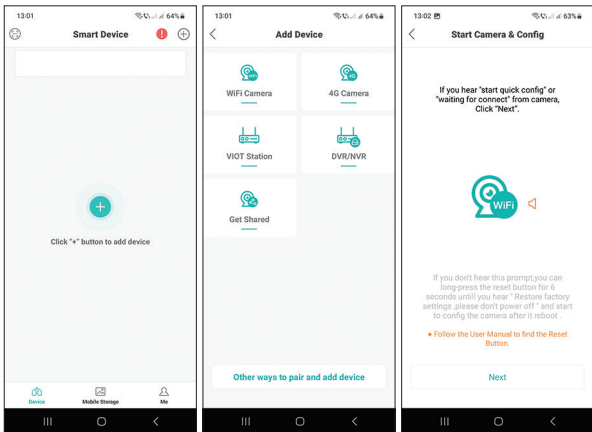 13:01
64%
Smart Device
Click "+" button to add device
Device
Mobile Storage
Me
13:01
64%
Add Device
WiFi
WiFi Camera
4G
4G Camera
VIOT Station
DVR/NVR
Get Shared
Other ways to pair and add device
13:02
63%
Start Camera & Config
If you hear "start quick config" or
"waiting for connect" from camera,
Click "Next".
WiFi
If you don't hear this prompt,you can
long-press the reset button for 6
seconds untill you hear " Restore factory
settings ,please don't power off " and start
to config the camera after it reboot .
• Follow the User Manual to find the Reset
Button.
Next